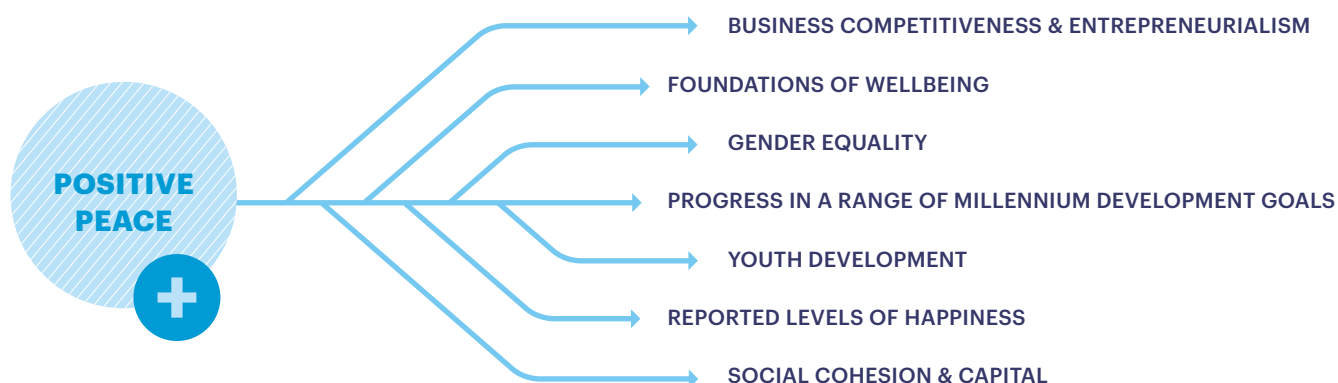 BUSINESS COMPETITIVENESS & ENTREPRENEURIALISM
FOUNDATIONS OF WELLBEING
GENDER EQUALITY
POSITIVE
PEACE
PROGRESS IN A RANGE OF MILLENNIUM DEVELOPMENT GOALS
YOUTH DEVELOPMENT
REPORTED LEVELS OF HAPPINESS
SOCIAL COHESION & CAPITAL